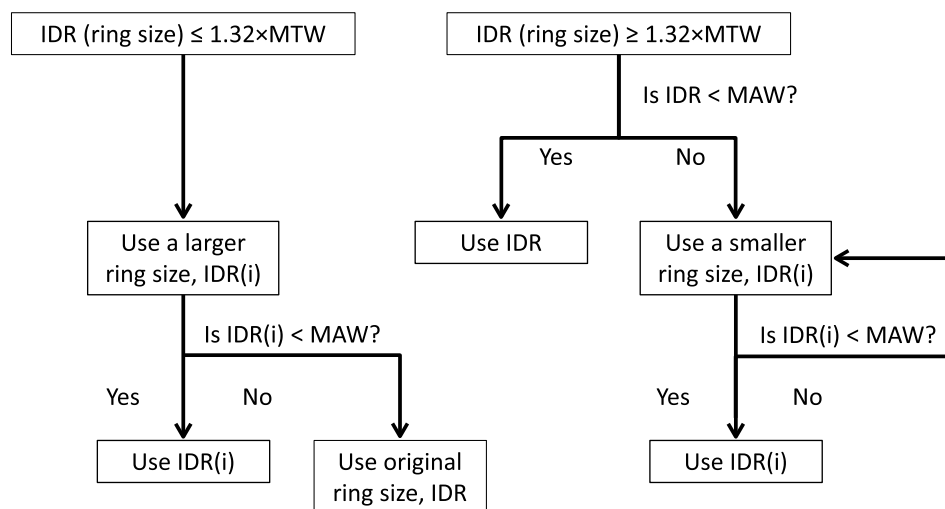 IDR (ring size) ≤ 1.32×MTW
IDR (ring size) ≥ 1.32×MTW
Is IDR < MAW?
Yes
No
Use a larger
ring size, IDR(i)
Use IDR
Use a smaller
ring size, IDR(i)
Is IDR(i) < MAW?
Is IDR(i) < MAW?
Yes
No
Yes
No
Use IDR(i)
Use original
ring size, IDR
Use IDR(i)